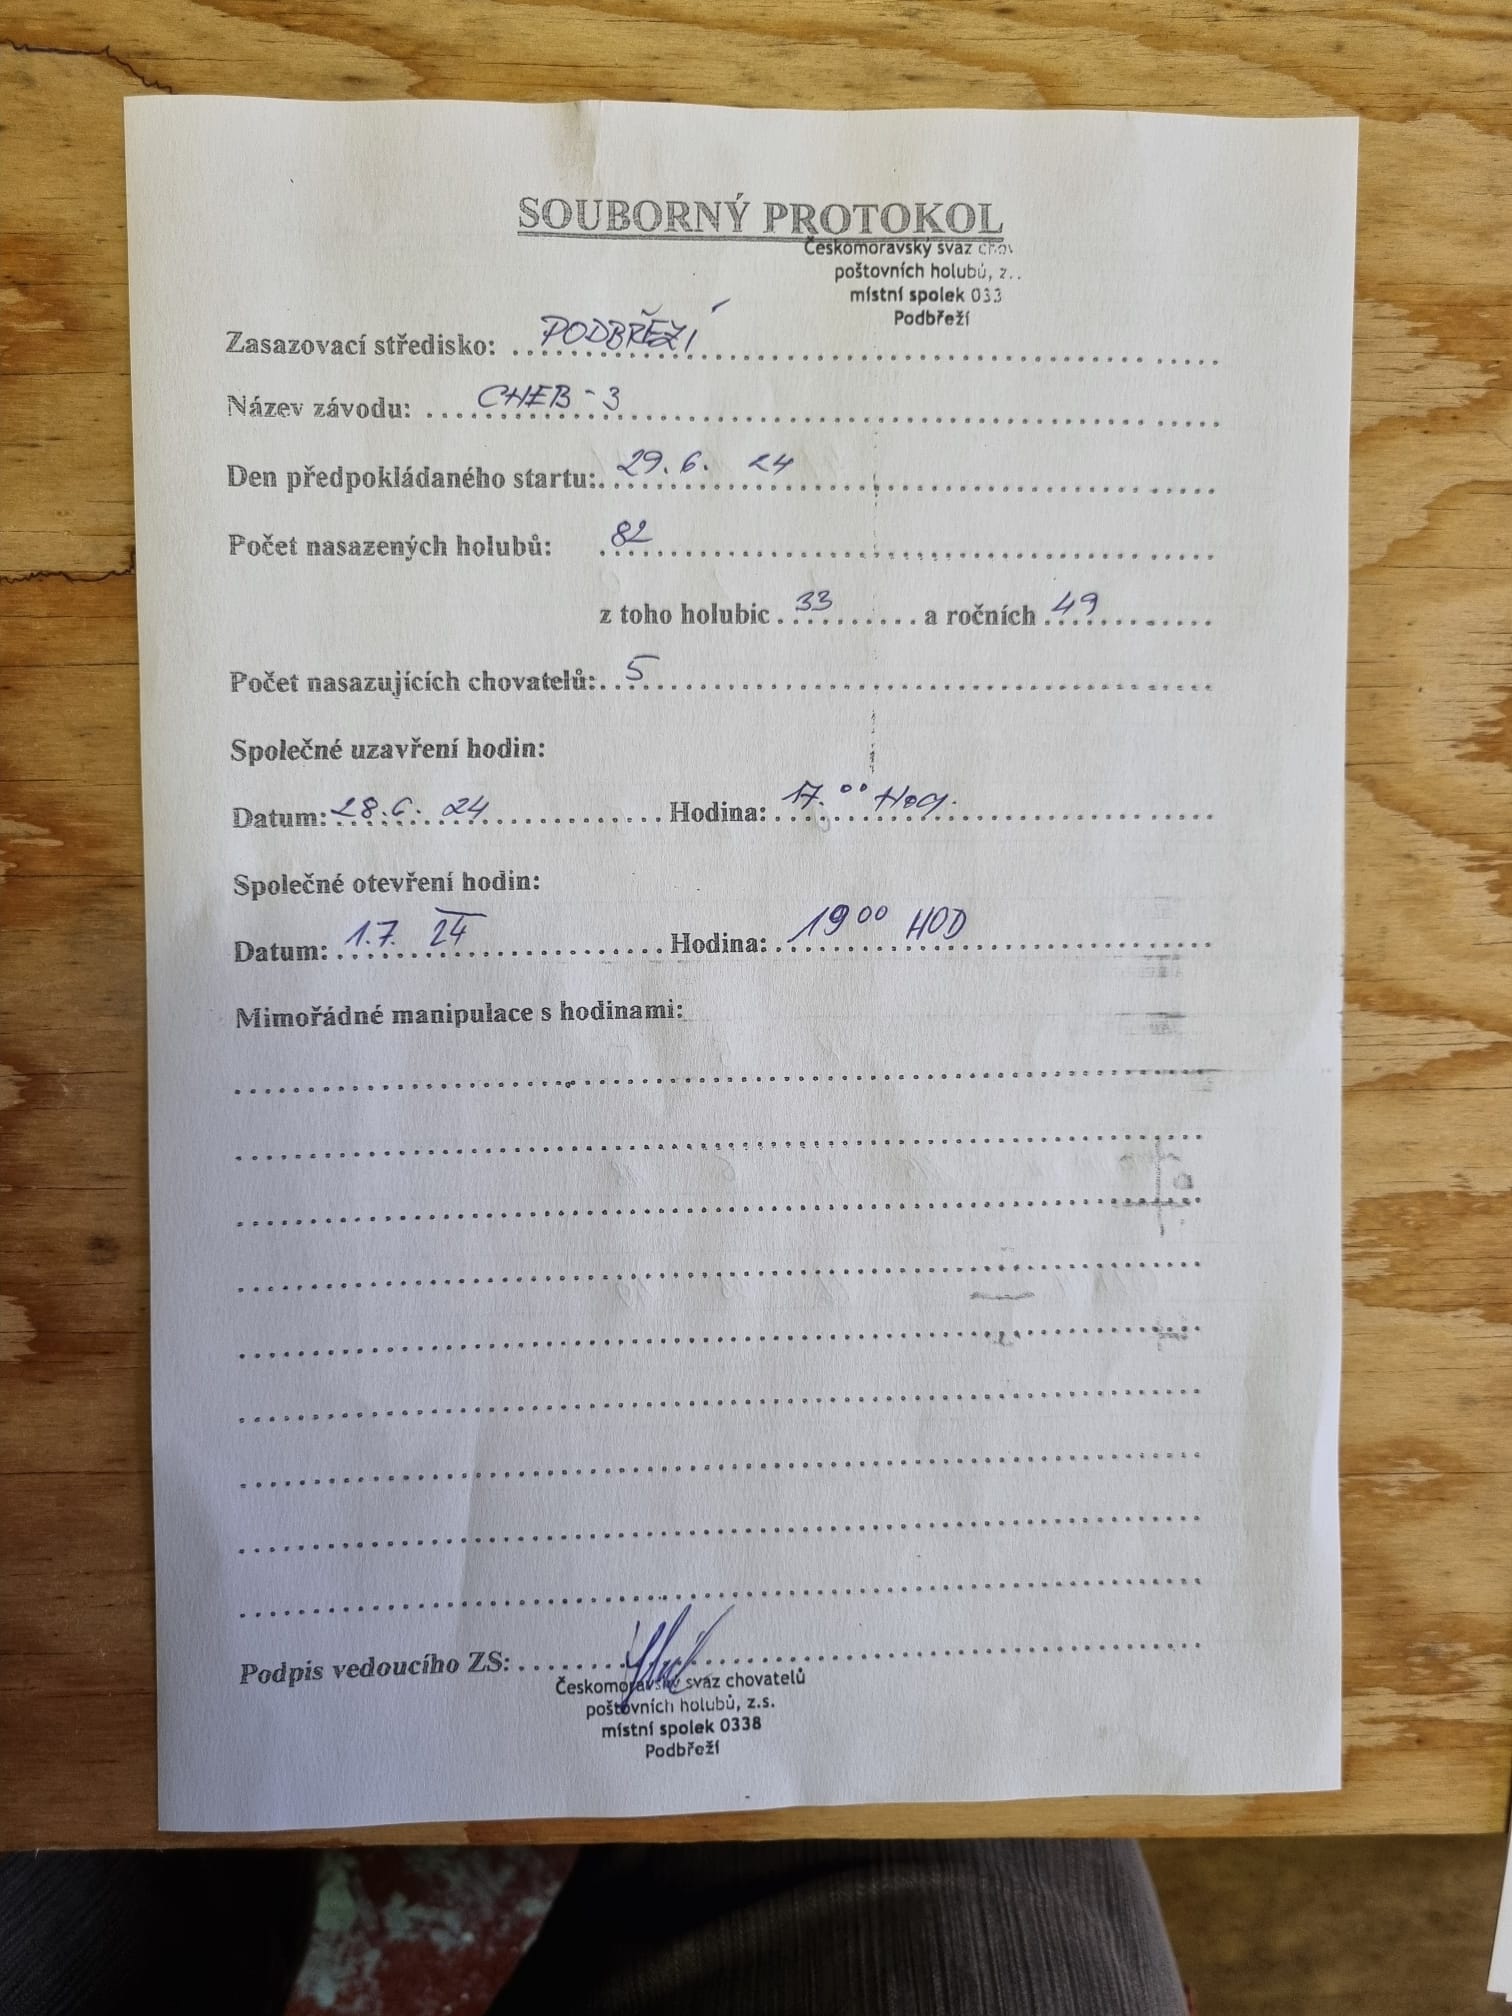 SOUBORNÝ PROTOKOL
Českomoravský svaz
poštovních holubů, z..
místní spolek 033
Podbřeží
Zasazovací středisko: PODBŘEZÍ
Název závodu: CHEB - 3
Den předpokládaného startu: 29. 6. 24
Počet nasazených holubů: 82
z toho holubic 33 a ročních 49
Počet nasazujících chovatelů: 5
Společné uzavření hodin:
Datum: 28.6. 24 Hodina: 17.00 Hod.
Společné otevření hodin:
Datum: 1.7. 24 Hodina: 19 00 HOD
Mimořádné manipulace s hodinami:
Podpis vedoucího ZS:
Českomoravský svaz chovatelů
poštovních holubů, z.s.
místní spolek 0338
Podbřeží